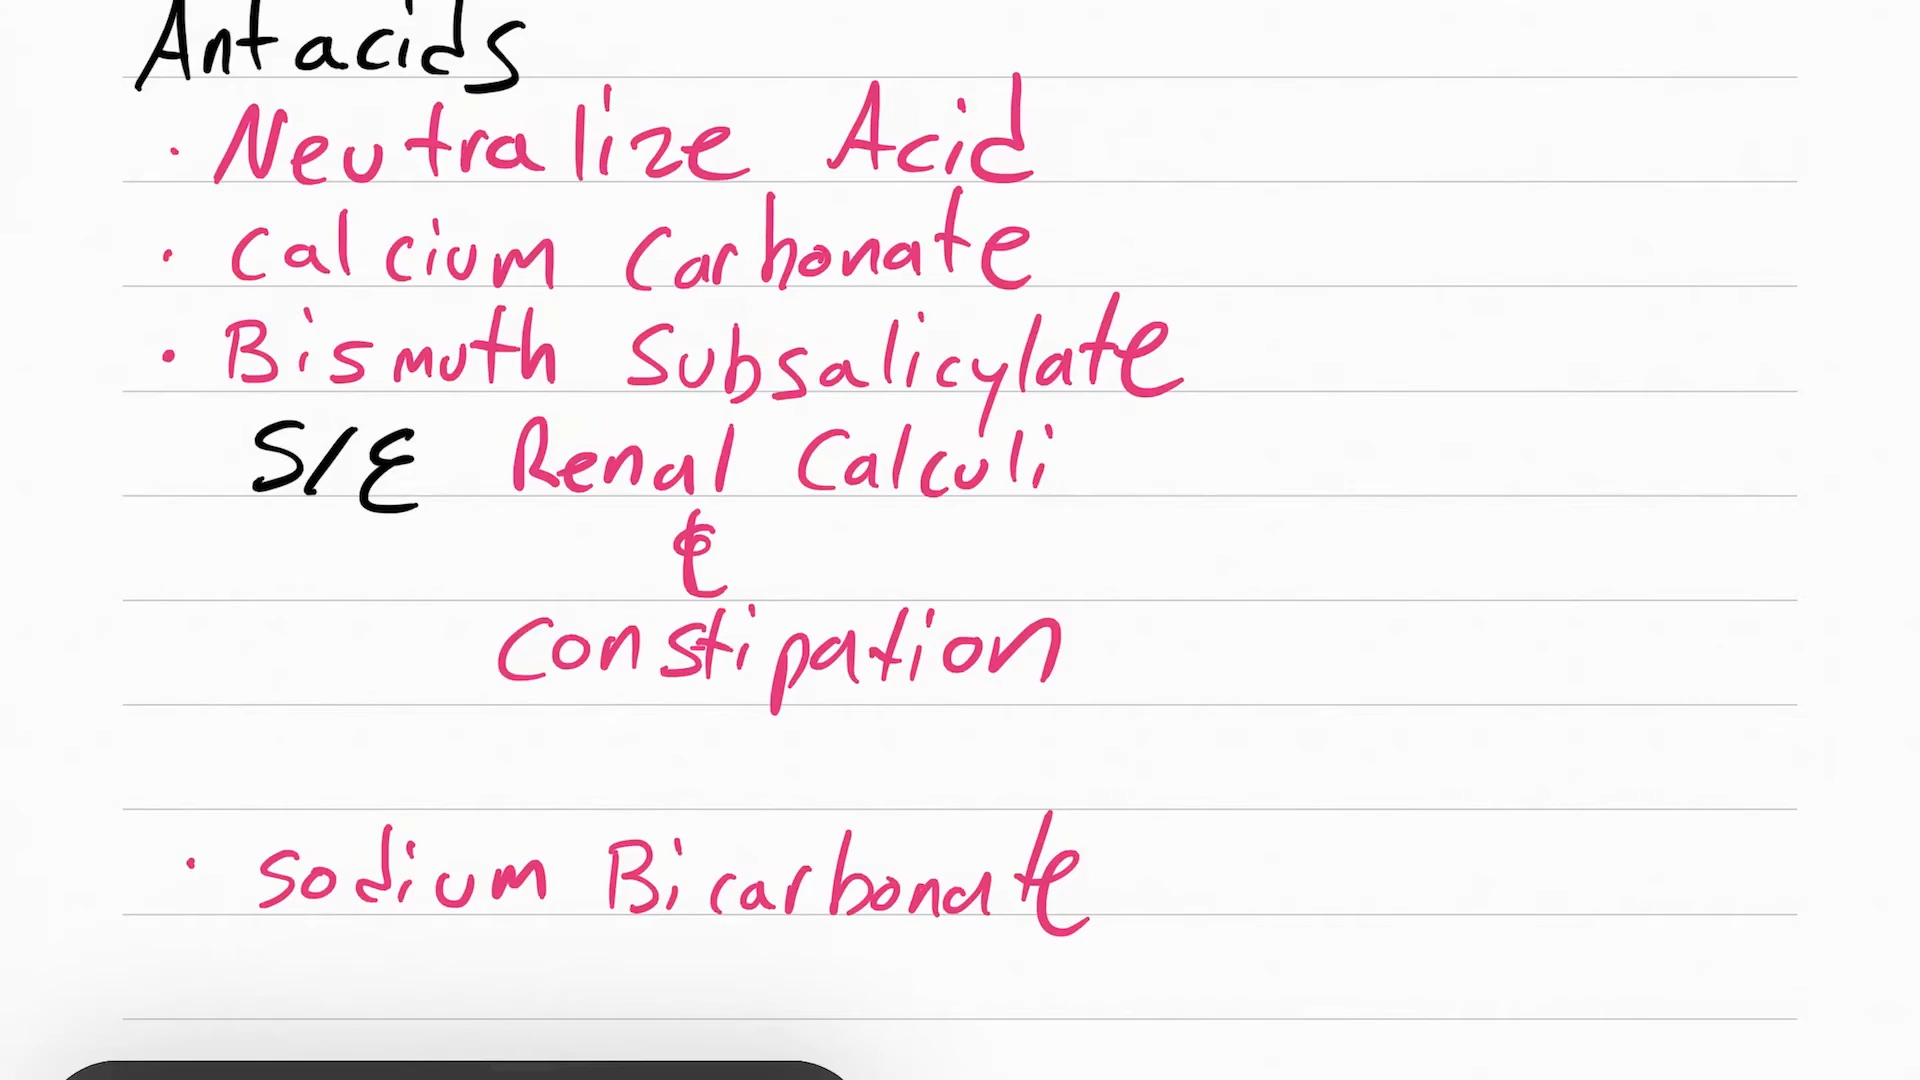 Antacids
· Neutralize Acid
· Calcium Carbonate
· Bismuth Subsalicylate
S/E Renal Calculi
&
Constipation
· Sodium Bicarbonate